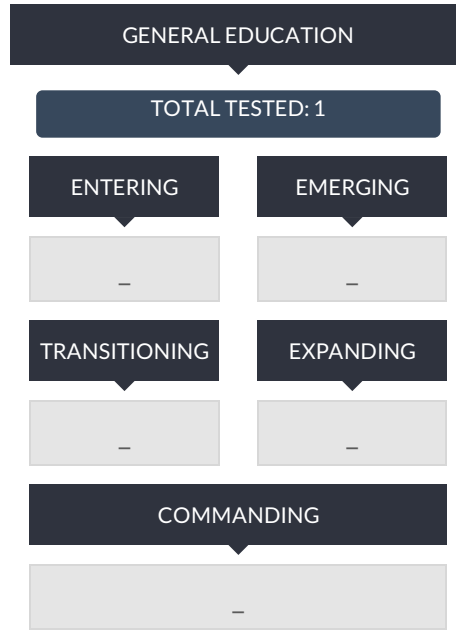 GENERAL EDUCATION
TOTAL TESTED: 1
ENTERING EMERGING
– –
TRANSITIONING EXPANDING
– –
COMMANDING
–